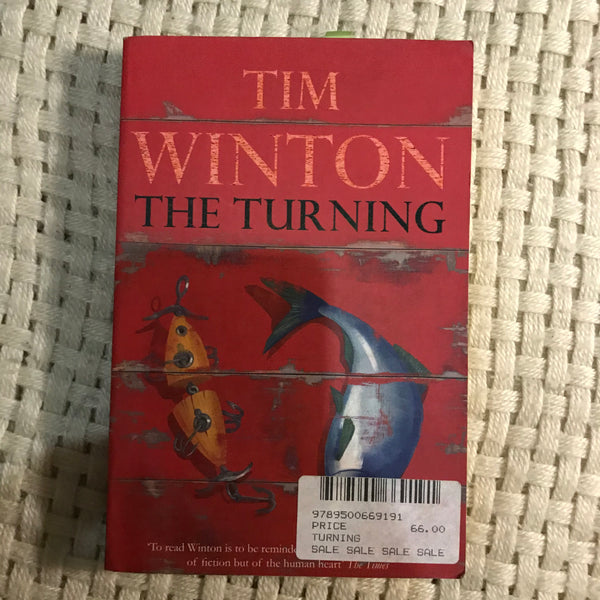 TIM
WINTON
THE TURNING
9789500669191
PRICE 66.00
TURNING
SALE SALE SALE SALE
'To read Winton is to be reminded
of fiction but of the human heart' The Times